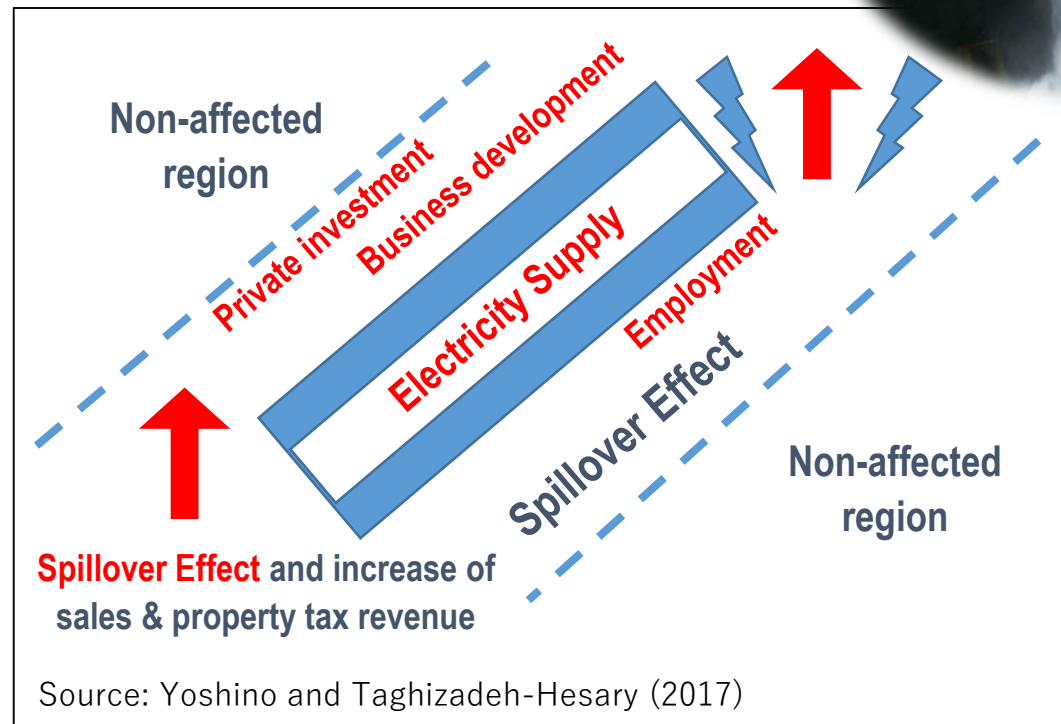 Non-affected
region
Private investment
Business development
Electricity Supply
Employment
Spillover Effect
Non-affected
region
Spillover Effect and increase of
sales & property tax revenue
Source: Yoshino and Taghizadeh-Hesary (2017)